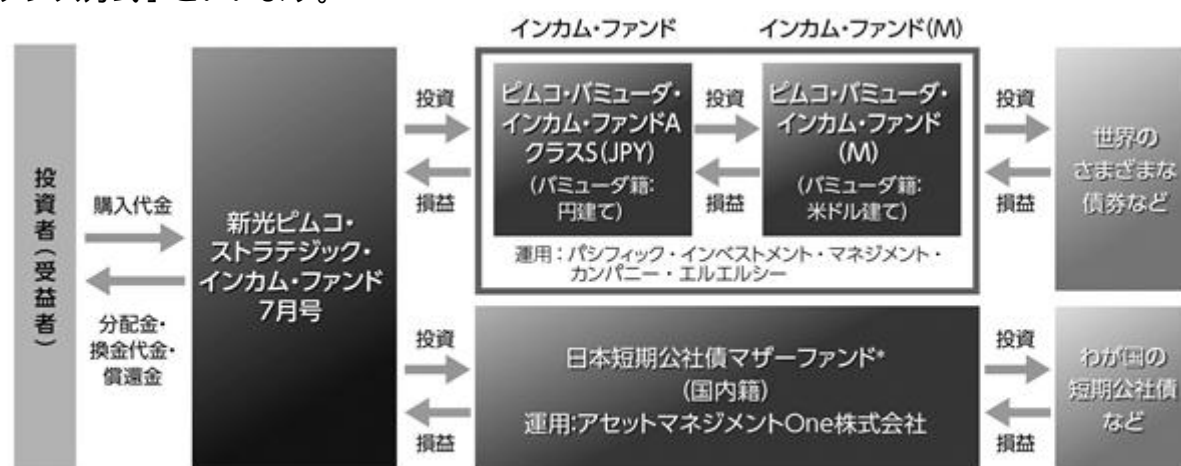 インカム・ファンド
インカム・ファンド(M)
投資者(受益者)
購入代金
分配金・
換金代金・
償還金
新光ピムコ・
ストラテジック・
インカム・ファンド
7月号
投資
損益
ピムコ・バミューダ・
インカム・ファンドA
クラスS(JPY)
(バミューダ籍:
円建て)
投資
損益
ピムコ・バミューダ・
インカム・ファンド
(M)
(バミューダ籍:
米ドル建て)
運用:パシフィック・インベストメント・マネジメント・
カンパニー・エルエルシー
投資
損益
世界の
さまざまな
債券など
投資
損益
日本短期公社債マザーファンド*
(国内籍)
運用:アセットマネジメントOne株式会社
投資
損益
わが国の
短期公社債
など